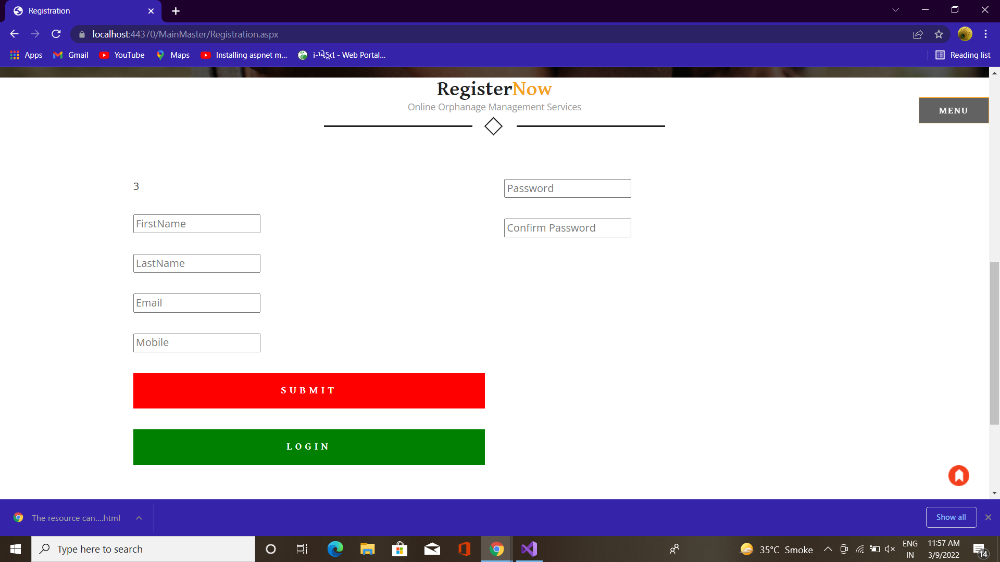 Registration
localhost:44370/MainMaster/Registration.aspx
Apps
Gmail
YouTube
Maps
Installing aspnet m...
i-ખેડૂત - Web Portal...
Reading list
RegisterNow
Online Orphanage Management Services
MENU
3
Password
FirstName
Confirm Password
LastName
Email
Mobile
SUBMIT
LOGIN
The resource can....html
Show all
Type here to search
35°C Smoke
ENG
IN
11:57 AM
3/9/2022
14